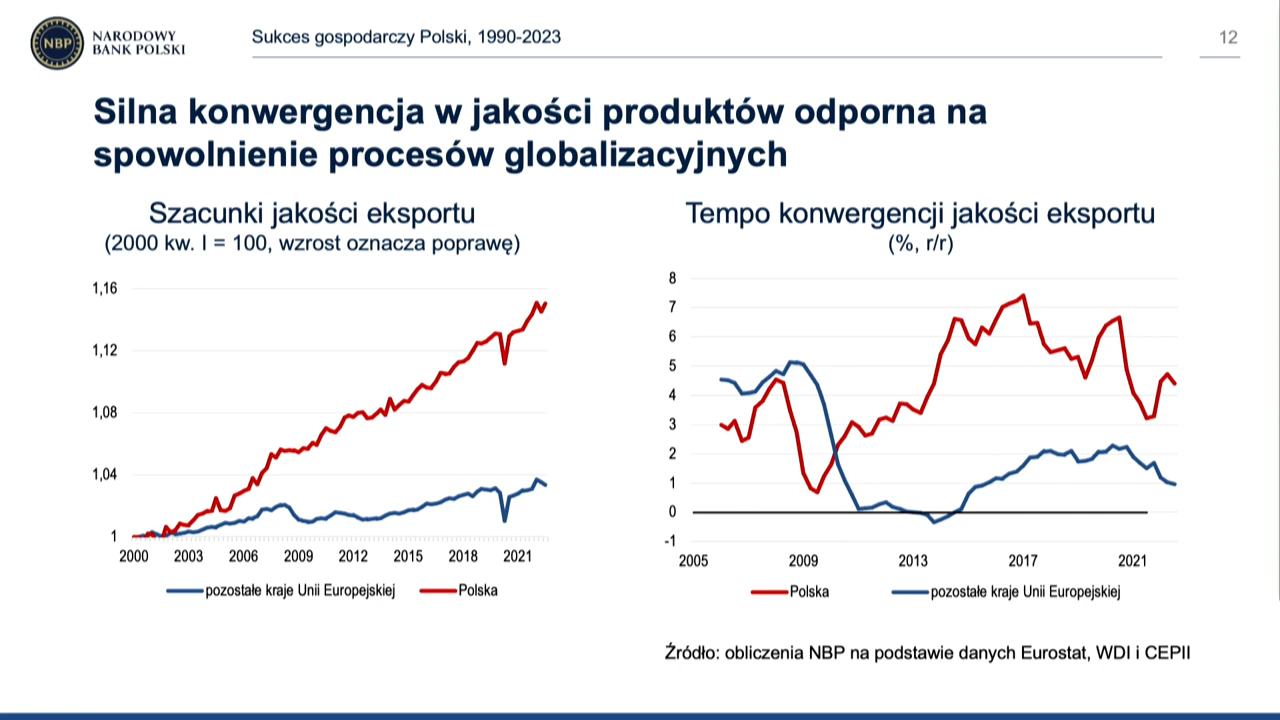 NBP
NARODOWY
BANK POLSKI
Sukces gospodarczy Polski, 1990-2023
12
Silna konwergencja w jakości produktów odporna na
spowolnienie procesów globalizacyjnych
Szacunki jakości eksportu
(2000 kw. I = 100, wzrost oznacza poprawę)
1,16
1,12
1,08
1,04
1
2000 2003 2006 2009 2012 2015 2018 2021
pozostałe kraje Unii Europejskiej Polska
Tempo konwergencji jakości eksportu
(%, r/r)
8
7
6
5
4
3
2
1
0
-1
2005 2009 2013 2017 2021
Polska pozostałe kraje Unii Europejskiej
Źródło: obliczenia NBP na podstawie danych Eurostat, WDI i CEPII